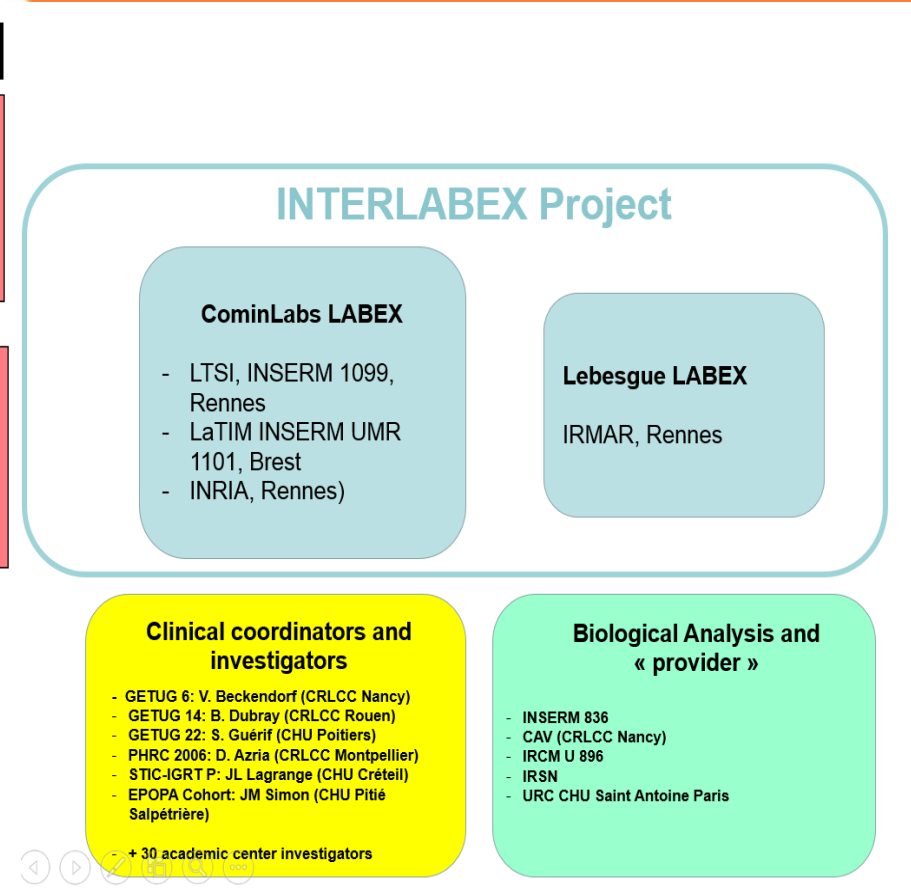 INTERLABEX Project
CominLabs LABEX
- LTSI, INSERM 1099,
Rennes
- LaTIM INSERM UMR
1101, Brest
- INRIA, Rennes)
Lebesgue LABEX
IRMAR, Rennes
Clinical coordinators and
investigators
- GETUG 6: V. Beckendorf (CRLCC Nancy)
- GETUG 14: B. Dubray (CRLCC Rouen)
- GETUG 22: S. Guérif (CHU Poitiers)
- PHRC 2006: D. Azria (CRLCC Montpellier)
- STIC-IGRT P: JL Lagrange (CHU Créteil)
- EPOPA Cohort: JM Simon (CHU Pitié
Salpétrière)
- + 30 academic center investigators
Biological Analysis and
« provider »
- INSERM 836
- CAV (CRLCC Nancy)
- IRCM U 896
- IRSN
- URC CHU Saint Antoine Paris